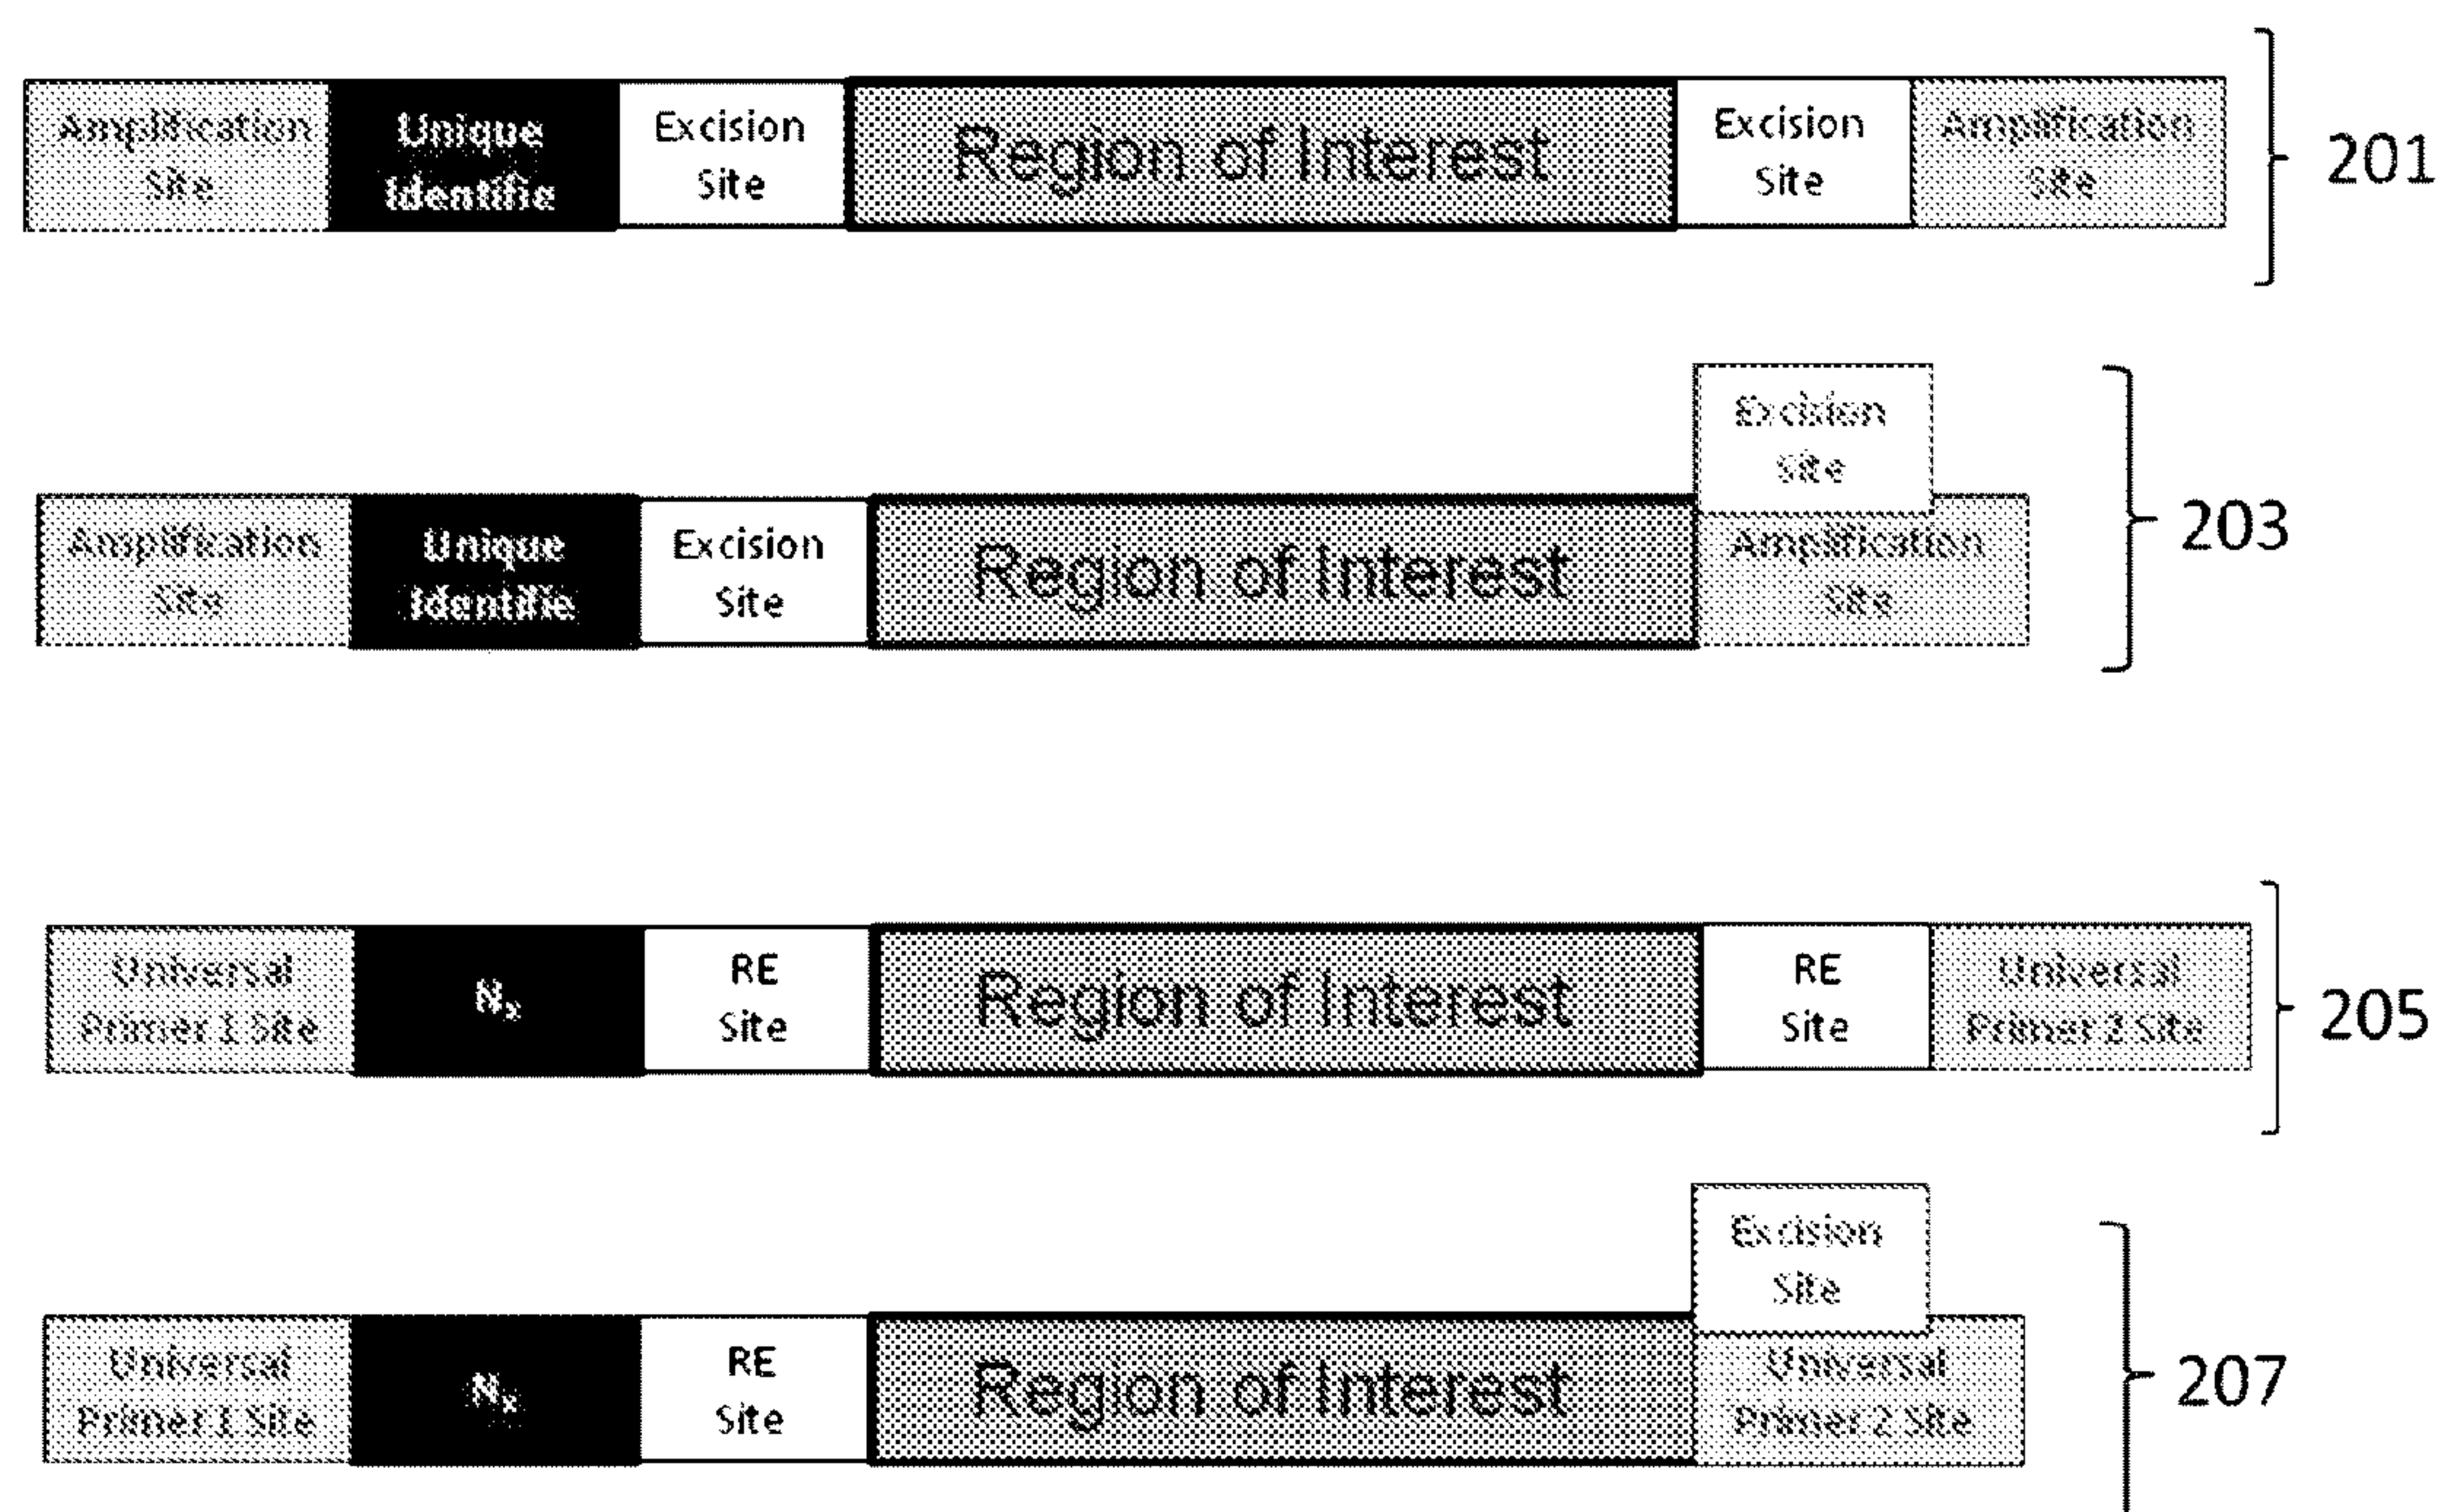 Amplification
Site
Unique
Identifie
Excision
Site
Region of Interest
Excision
Site
Amplification
Site
201
Excision
Site
Amplification
Site
Unique
Identifie
Excision
Site
Region of Interest
Amplification
Site
203
Universal
Primer 1 Site
Nx
RE
Site
Region of Interest
RE
Site
Universal
Primer 2 Site
205
Excision
Site
Universal
Primer 1 Site
Nx
RE
Site
Region of Interest
Universal
Primer 2 Site
207